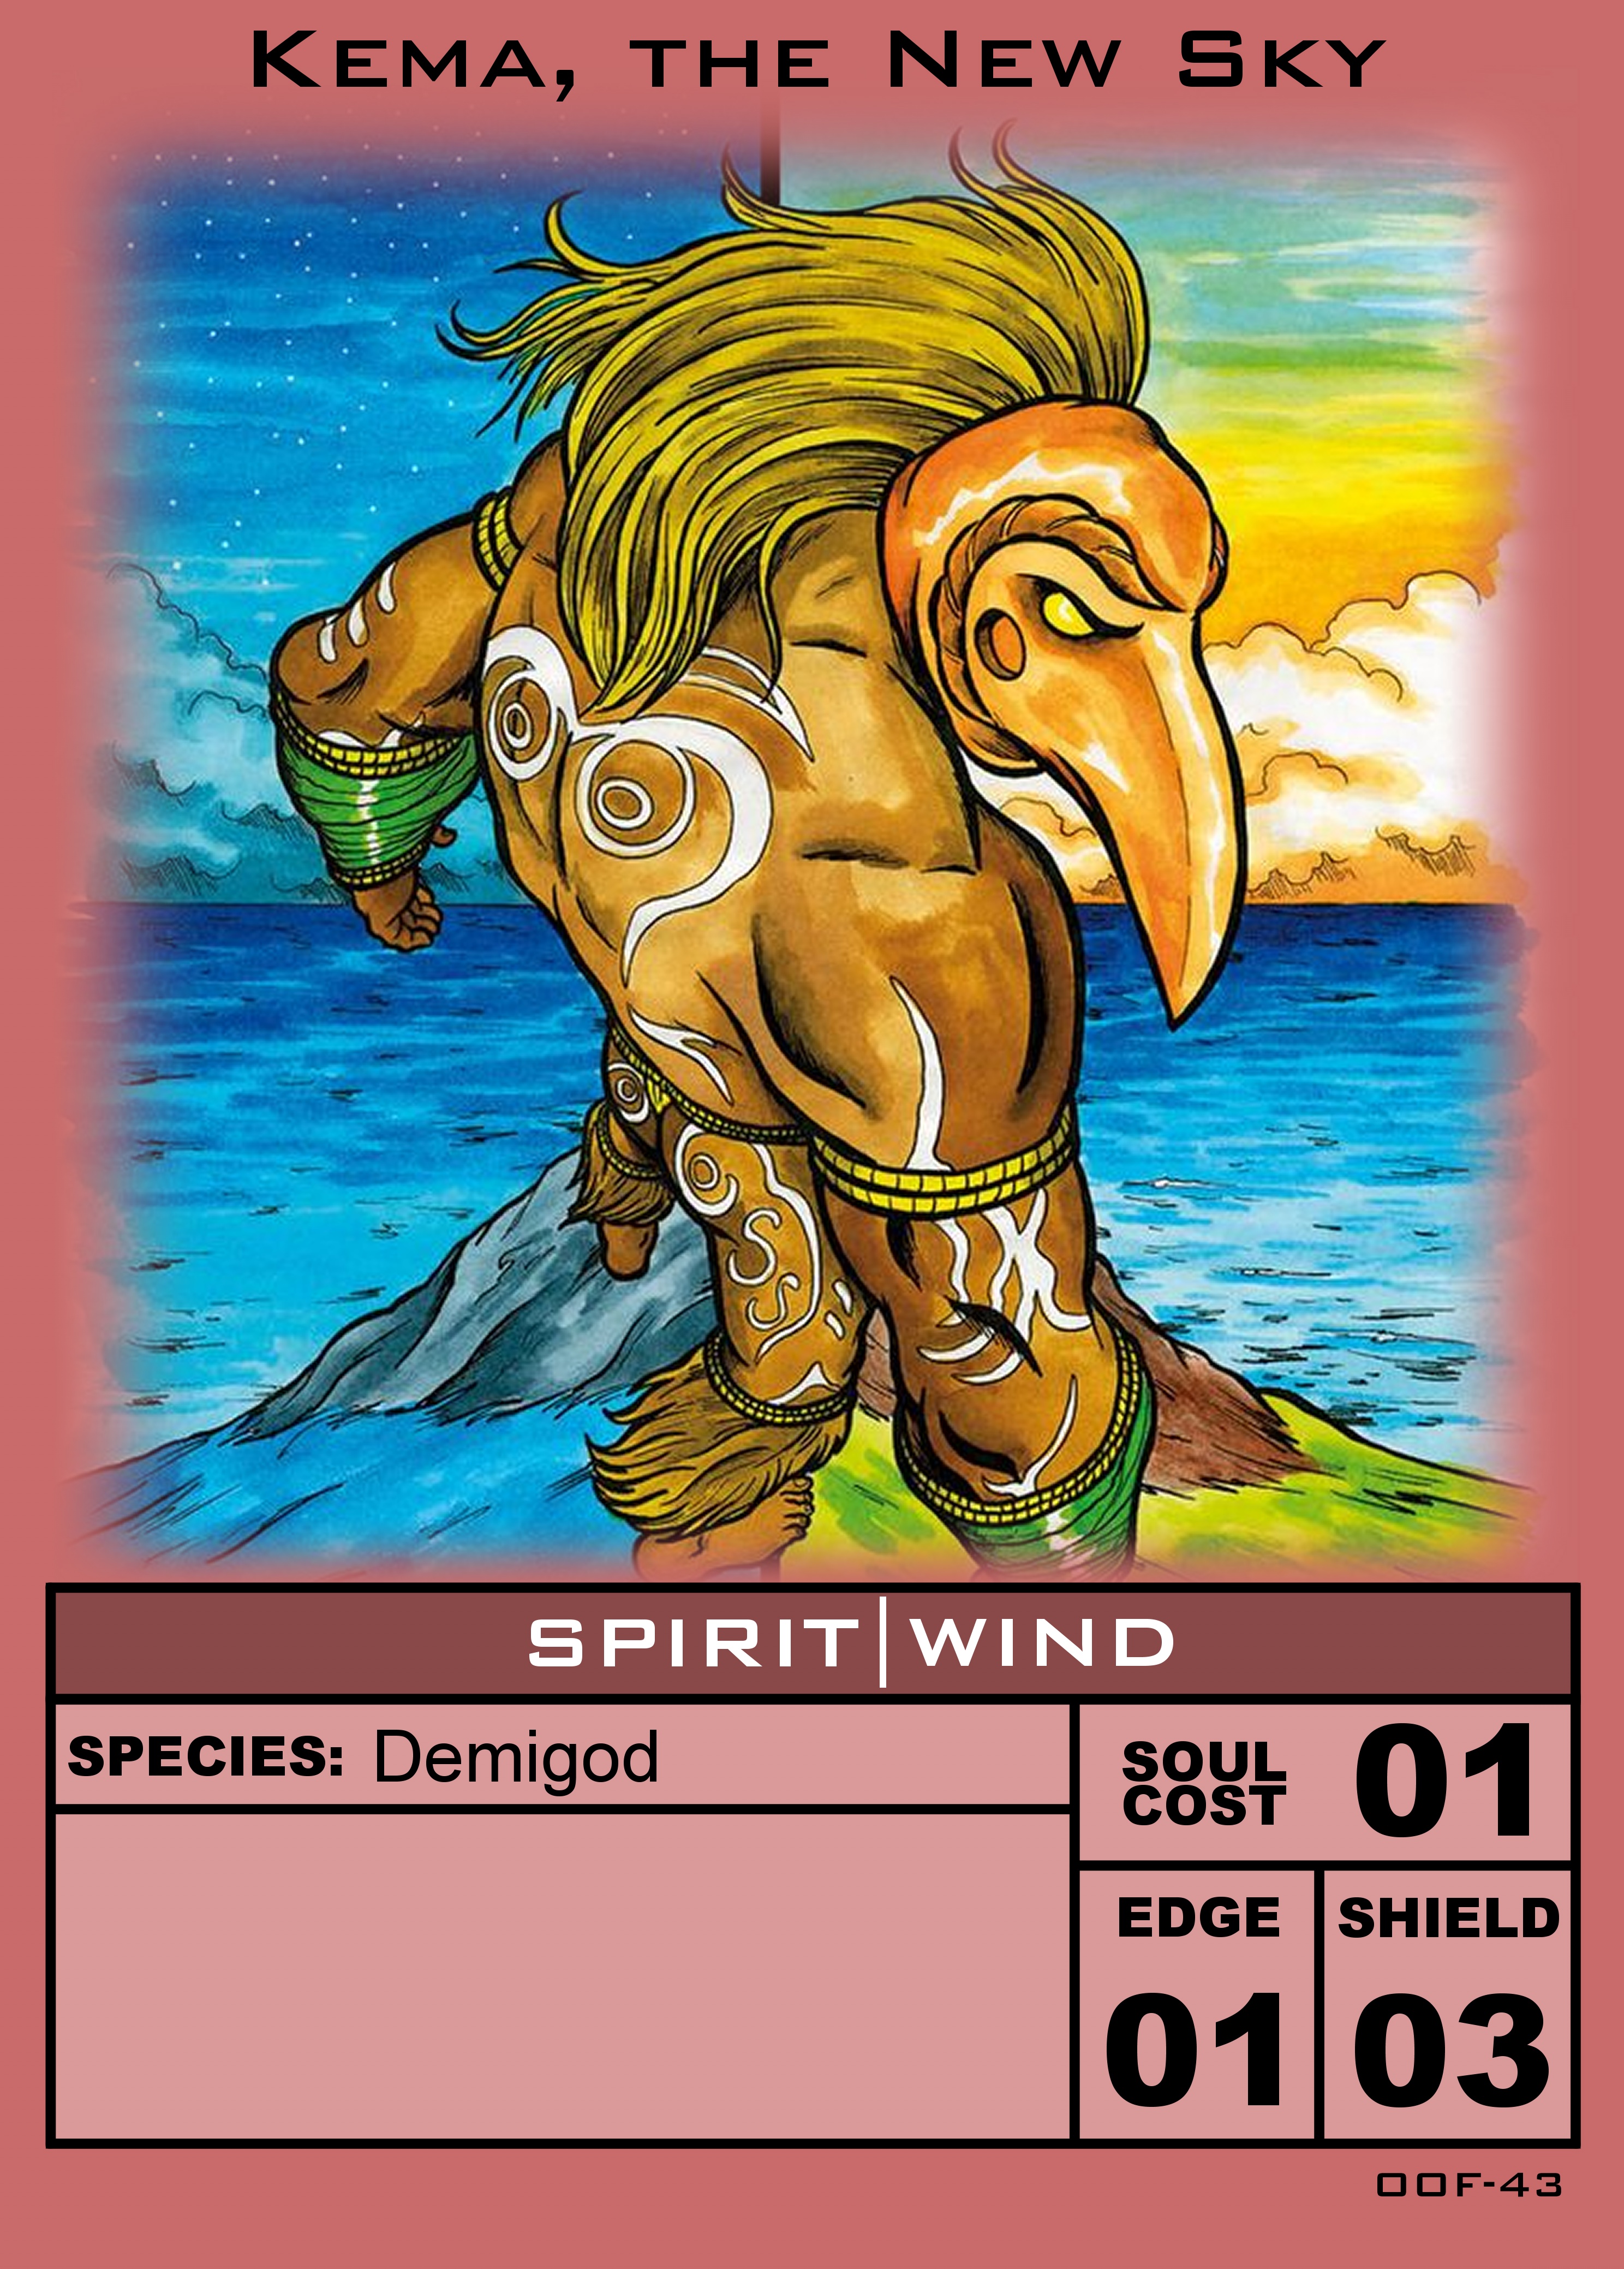 Kema, the New Sky
SPIRIT|WIND
SPECIES: Demigod
SOUL COST 01
EDGE
SHIELD
01
03
OOF-43